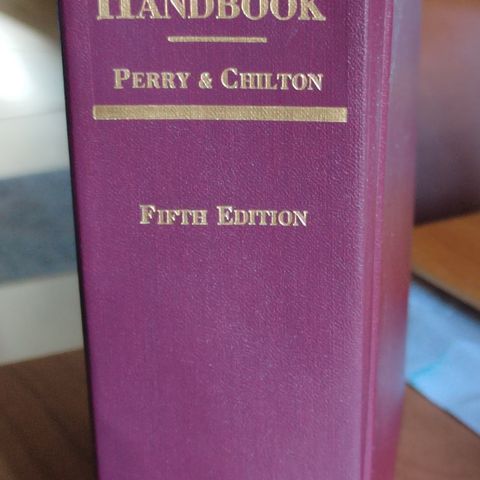 HANDBOOK
PERRY & CHILTON
FIFTH EDITION